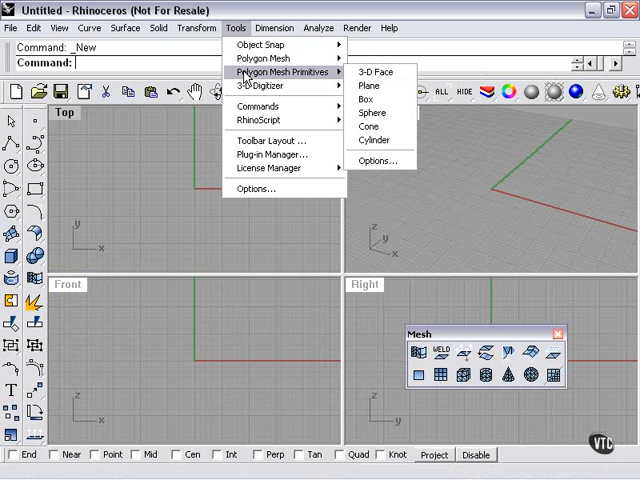 Untitled - Rhinoceros (Not For Resale)
File Edit View Curve Surface Solid Transform Tools Dimension Analyze Render Help
Command: _New
Command:
Object Snap
Polygon Mesh
Polygon Mesh Primitives
3-D Digitizer
Commands
RhinoScript
Toolbar Layout ...
Plug-in Manager...
License Manager
Options...
3-D Face
Plane
Box
Sphere
Cone
Cylinder
Options...
Top
y
x
z
y
x
Front
z
x
Right
z
y
Mesh
WELD
T
VTC
End Near Point Mid Cen Int Perp Tan Quad Knot Project Disable